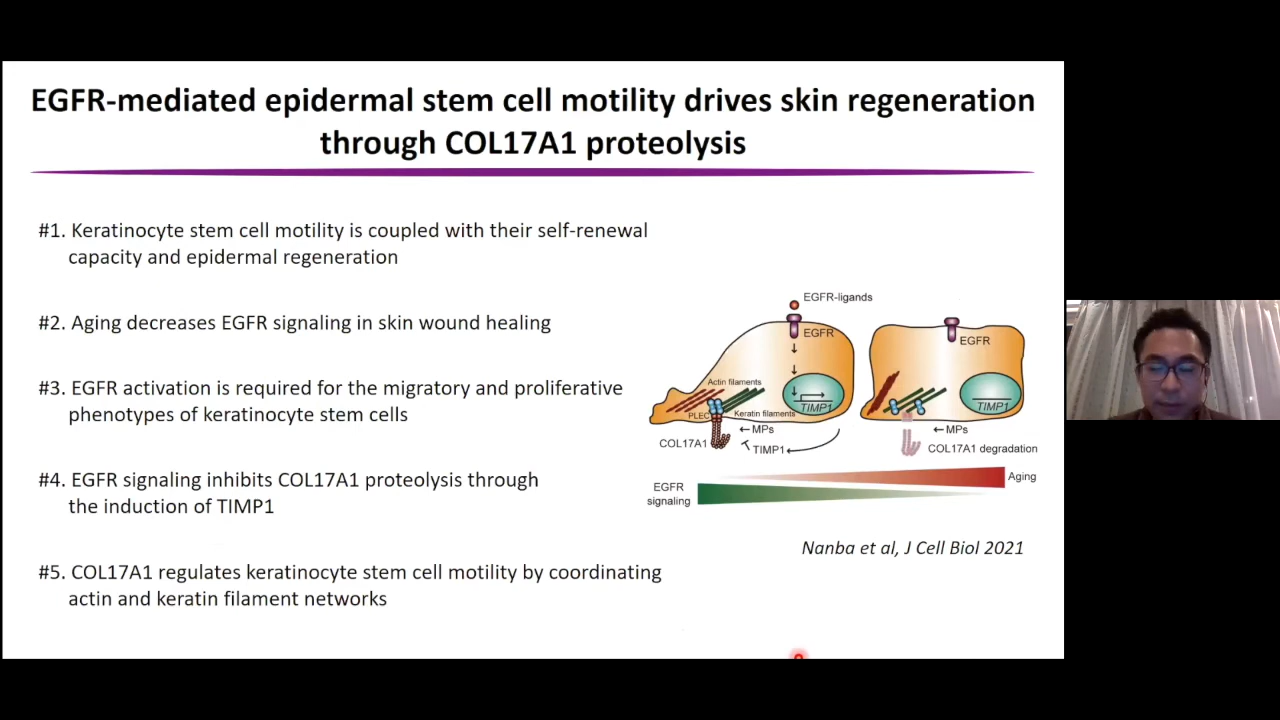 EGFR-mediated epidermal stem cell motility drives skin regeneration
through COL17A1 proteolysis
#1. Keratinocyte stem cell motility is coupled with their self-renewal
capacity and epidermal regeneration
#2. Aging decreases EGFR signaling in skin wound healing
#3. EGFR activation is required for the migratory and proliferative
phenotypes of keratinocyte stem cells
#4. EGFR signaling inhibits COL17A1 proteolysis through
the induction of TIMP1
#5. COL17A1 regulates keratinocyte stem cell motility by coordinating
actin and keratin filament networks
EGFR-ligands
EGFR
Actin filaments
TIMP1
PLEC
Keratin filaments
MPs
COL17A1
TIMP1
EGFR
TIMP1
MPs
COL17A1 degradation
Aging
EGFR
signaling
Nanba et al, J Cell Biol 2021